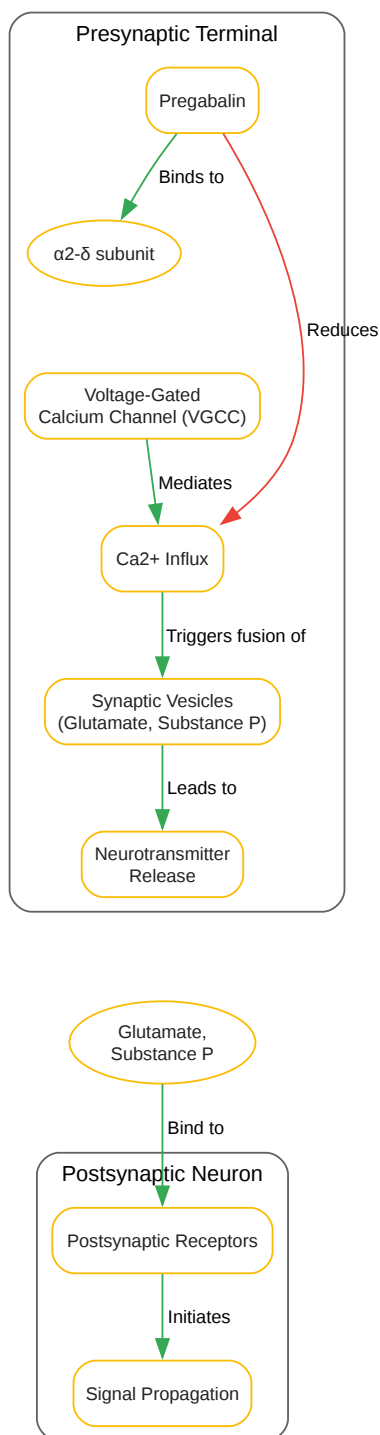 Presynaptic Terminal
Pregabalin
Binds to
α2-δ subunit
Reduces
Voltage-Gated
Calcium Channel (VGCC)
Mediates
Ca2+ Influx
Triggers fusion of
Synaptic Vesicles
(Glutamate, Substance P)
Leads to
Neurotransmitter
Release
Glutamate,
Substance P
Bind to
Postsynaptic Neuron
Postsynaptic Receptors
Initiates
Signal Propagation